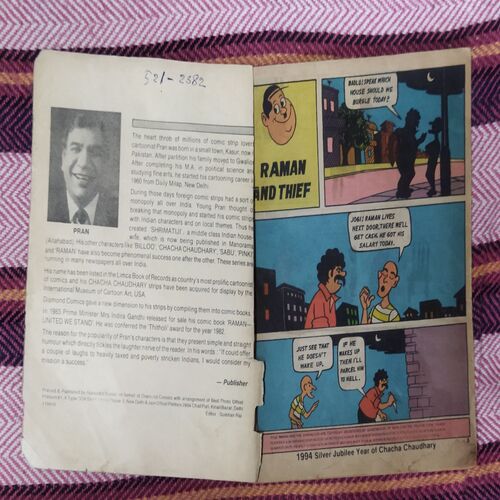 521-2382
PRAN
The heart throb of millions of comic strip lovers
cartoonist Pran was born in a small town, Kasur, now
Pakistan. After partition his family moved to Gwalior
After completing his M.A. in political science and
studying fine arts, he started his cartooning career
1960 from Daily Milap, New Delhi.
During those days foreign comic strips had a sort
monopoly all over India. Young Pran thought
breaking that monopoly and started his comic strips
with Indian characters and on local themes. Thus he
created 'SHRIMATIJI', a middle class Indian house
wife, which is now being published in Manorama
(Allahabad). His other characters like 'BILLOO', 'CHACHA CHAUDHARY', 'SABU', 'PINKI'
and 'RAMAN' have also become phenomenal success one after the other. These series are
running in many newspapers all over India.
His name has been listed in the Limca Book of Records as country's most prolific cartoonist
of comics and his CHACHA CHAUDHARY strips have been acquired for display by the
International Museum of Cartoon Art, USA.
Diamond Comics gave a new dimension to his strips by compiling them into comic books.
In 1983 Prime Minister Mrs. Indira Gandhi released for sale his comic book 'RAMAN—
UNITED WE STAND'. He was conferred the 'Thitholi' award for the year 1982.
The reason for the popularity of Pran's characters is that they present simple and straight
humour which directly tickles the laughter nerve of the reader. In his words : 'If I could offer
a couple of laughs to heavily taxed and poverty stricken Indians, I would consider my
mission a success.'
— Publisher
RAMAN
AND THIEF
BABLO! SPEAK WHICH
HOUSE SHOULD WE
BURGLE TODAY?
JOGI! RAMAN LIVES
NEXT DOOR. THERE WE'LL
GET CASH. HE GOT HIS
SALARY TODAY.
JUST SEE THAT
HE DOESN'T
WAKE UP.
IF HE
WAKES UP
THEN I'LL
PARCEL HIM
TO HELL.
1994 Silver Jubilee Year of Chacha Chaudhary